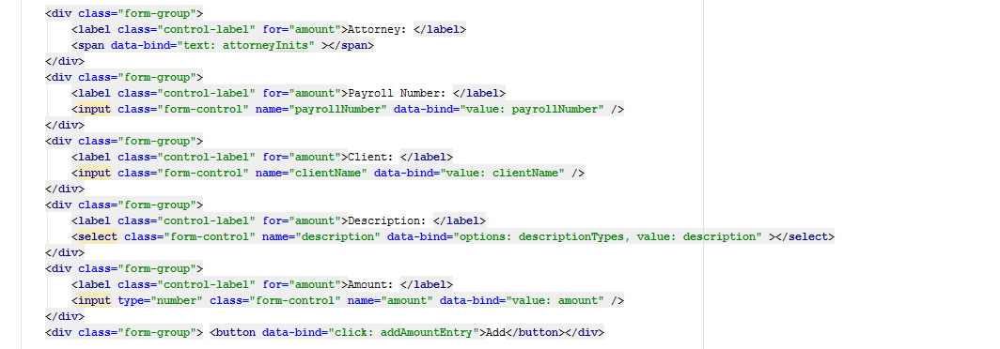 <div class="form-group">
<label class="control-label" for="amount">Attorney: </label>
<span data-bind="text: attorneyInits" ></span>
</div>
<div class="form-group">
<label class="control-label" for="amount">Payroll Number: </label>
<input class="form-control" name="payrollNumber" data-bind="value: payrollNumber" />
</div>
<div class="form-group">
<label class="control-label" for="amount">Client: </label>
<input class="form-control" name="clientName" data-bind="value: clientName" />
</div>
<div class="form-group">
<label class="control-label" for="amount">Description: </label>
<select class="form-control" name="description" data-bind="options: descriptionTypes, value: description" ></select>
</div>
<div class="form-group">
<label class="control-label" for="amount">Amount: </label>
<input type="number" class="form-control" name="amount" data-bind="value: amount" />
</div>
<div class="form-group"> <button data-bind="click: addAmountEntry">Add</button></div>